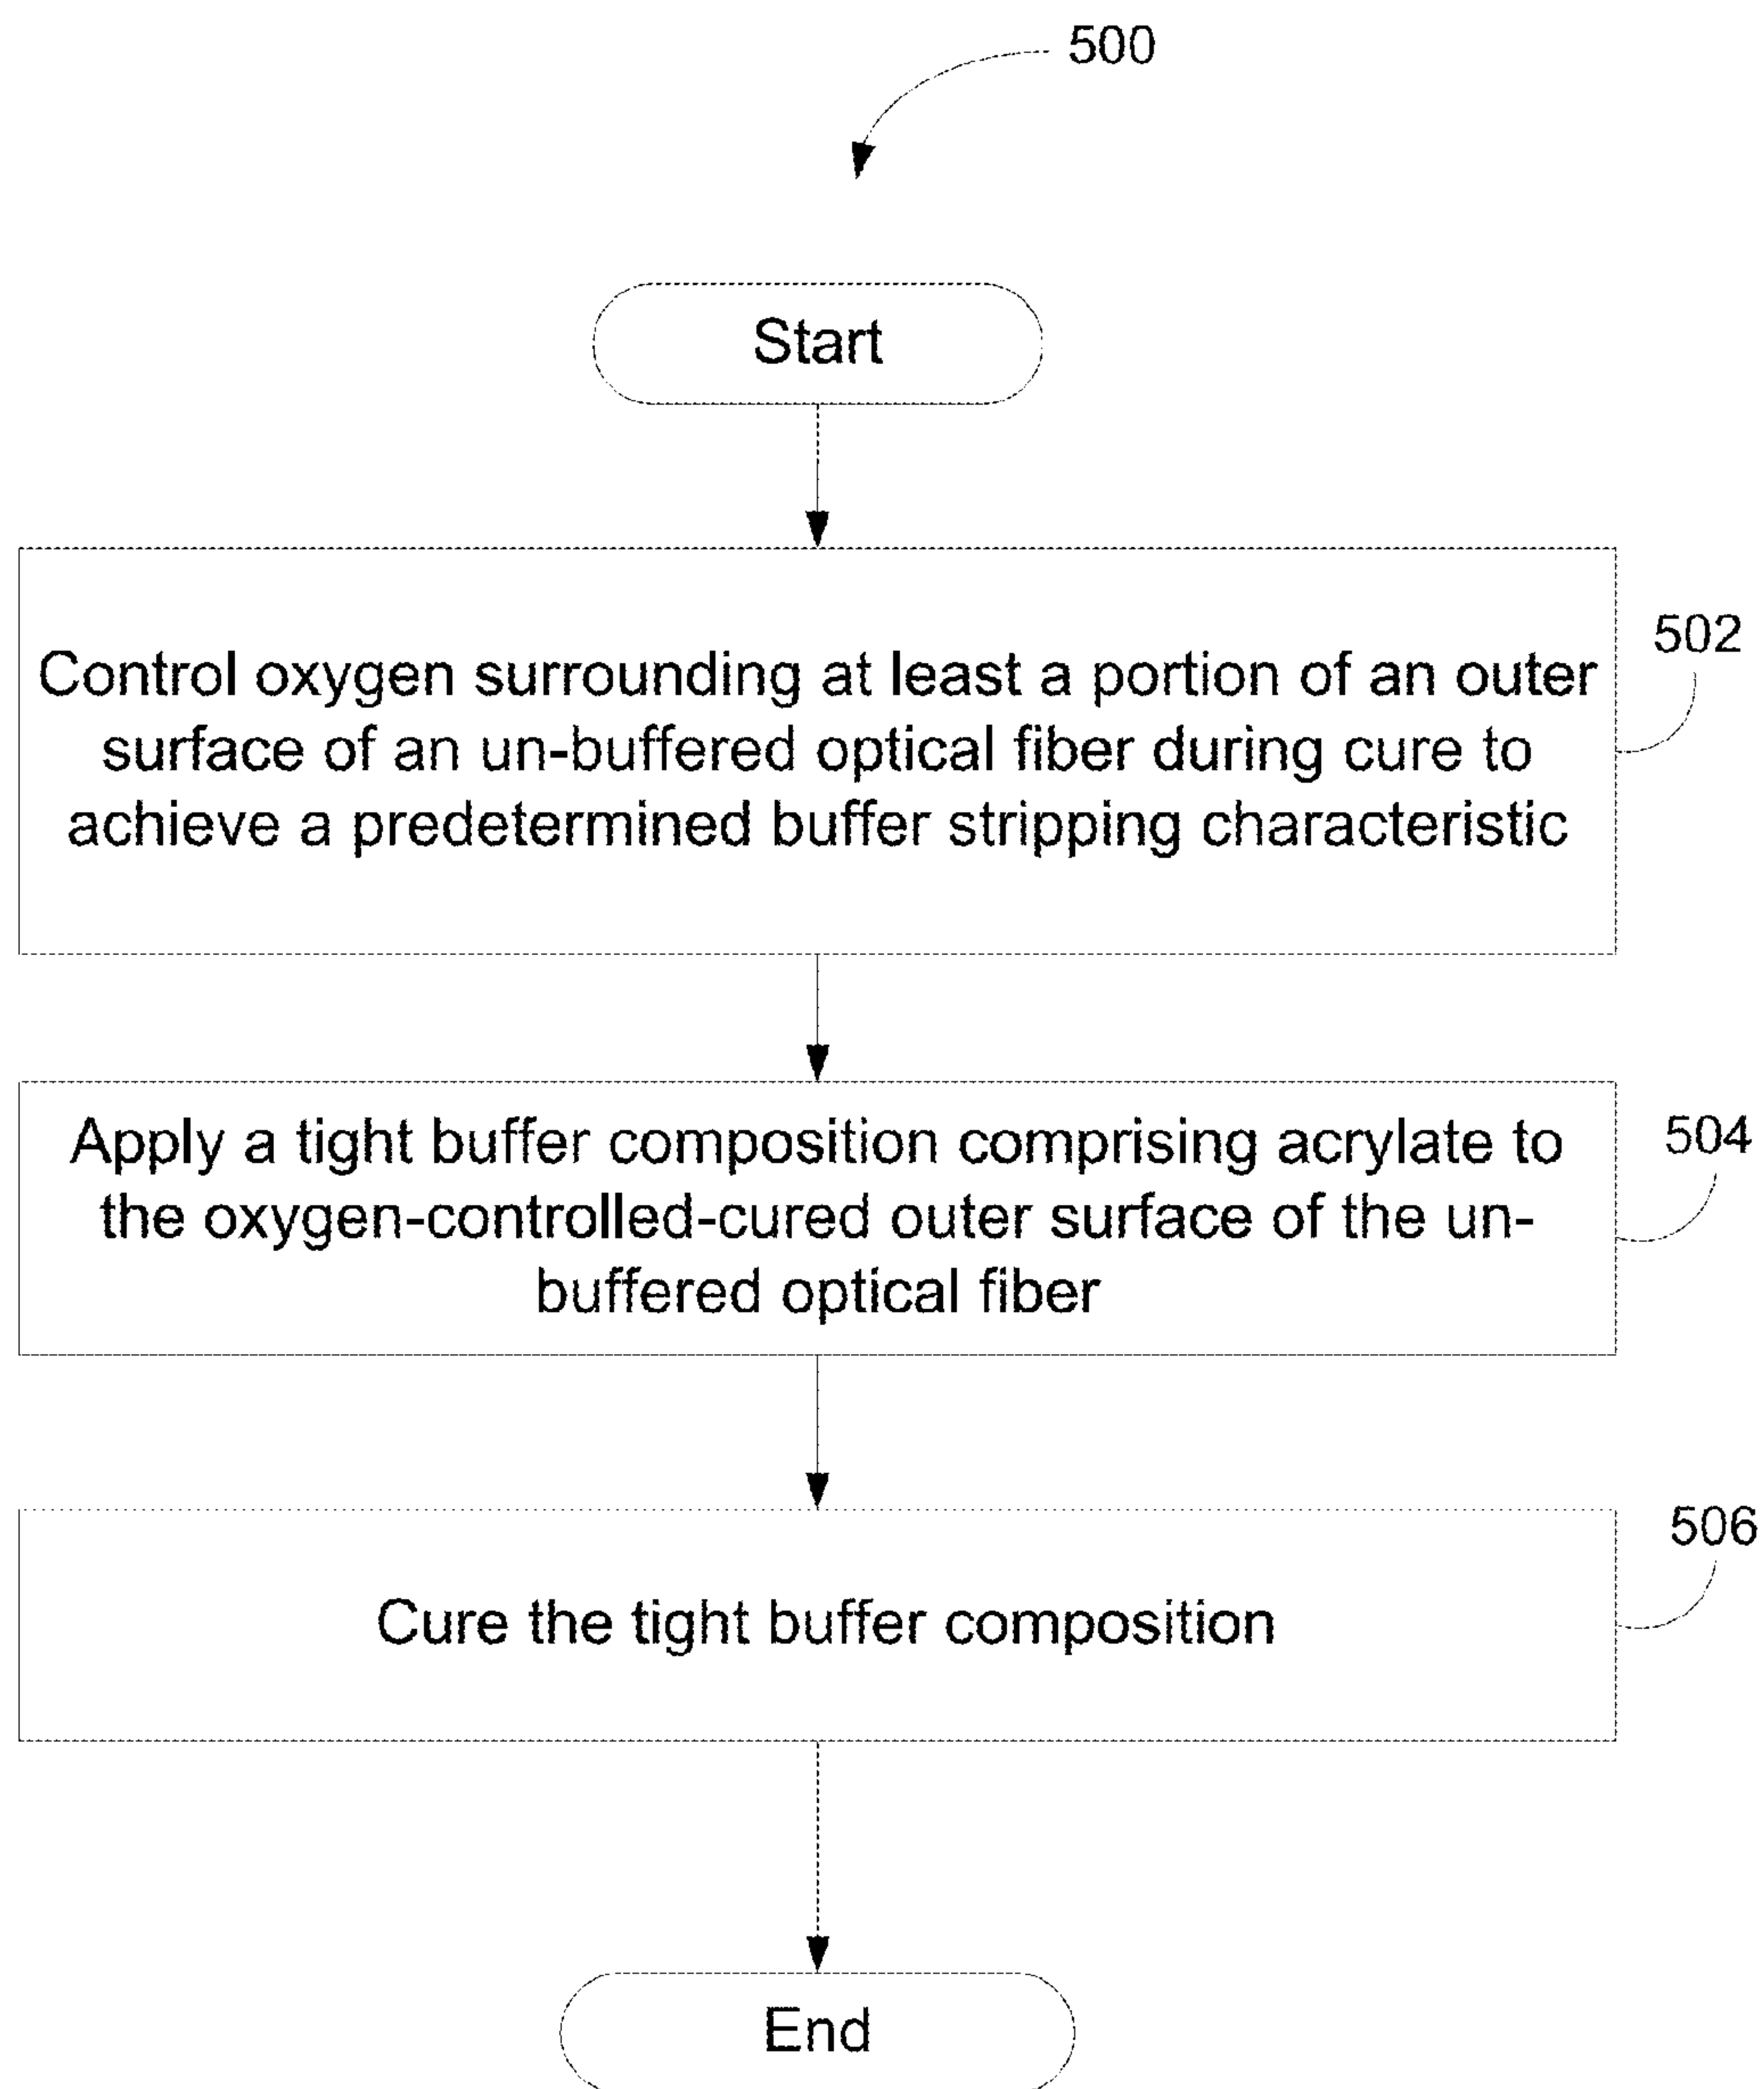 500
Start
Control oxygen surrounding at least a portion of an outer
surface of an un-buffered optical fiber during cure to
achieve a predetermined buffer stripping characteristic
502
Apply a tight buffer composition comprising acrylate to
the oxygen-controlled-cured outer surface of the un-
buffered optical fiber
504
Cure the tight buffer composition
506
End